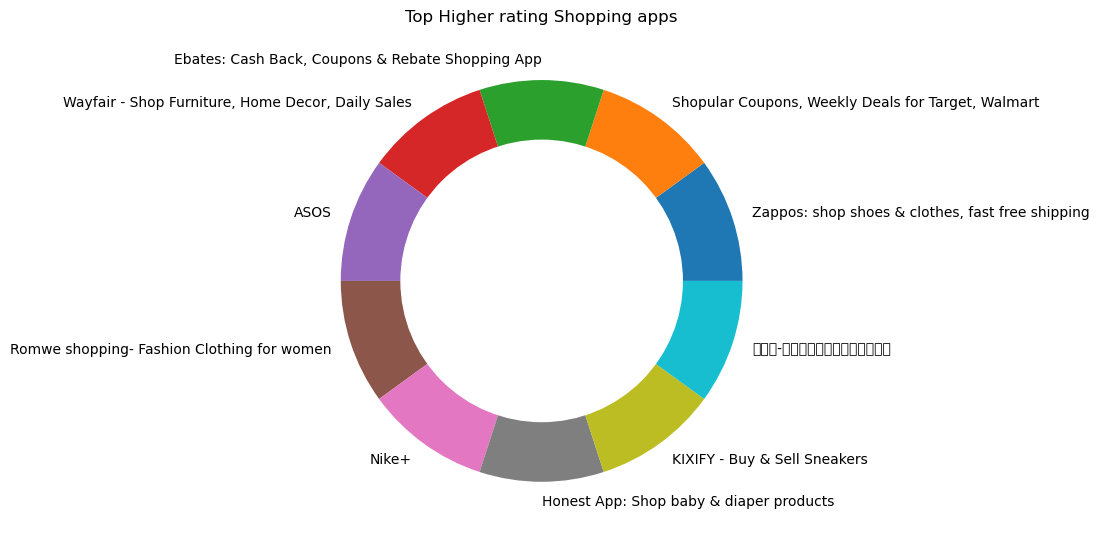 Top Higher rating Shopping apps
Ebates: Cash Back, Coupons & Rebate Shopping App
Wayfair - Shop Furniture, Home Decor, Daily Sales
Shopular Coupons, Weekly Deals for Target, Walmart
ASOS
Zappos: shop shoes & clothes, fast free shipping
Romwe shopping- Fashion Clothing for women
Nike+
KIXIFY - Buy & Sell Sneakers
Honest App: Shop baby & diaper products